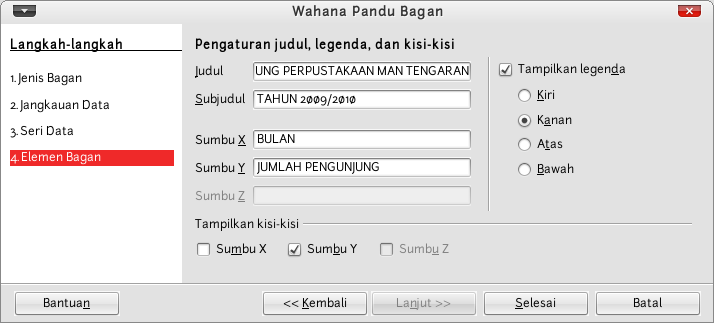 Wahana Pandu Bagan
Langkah-langkah
1. Jenis Bagan
2. Jangkauan Data
3. Seri Data
4. Elemen Bagan
Pengaturan judul, legenda, dan kisi-kisi
Judul UNG PERPUSTAKAAN MAN TENGARAN
Subjudul TAHUN 2009/2010
Sumbu X BULAN
Sumbu Y JUMLAH PENGUNJUNG
Sumbu Z
Tampilkan legenda
Kiri
Kanan
Atas
Bawah
Tampilkan kisi-kisi
Sumbu X Sumbu Y Sumbu Z
Bantuan << Kembali Lanjut >> Selesai Batal